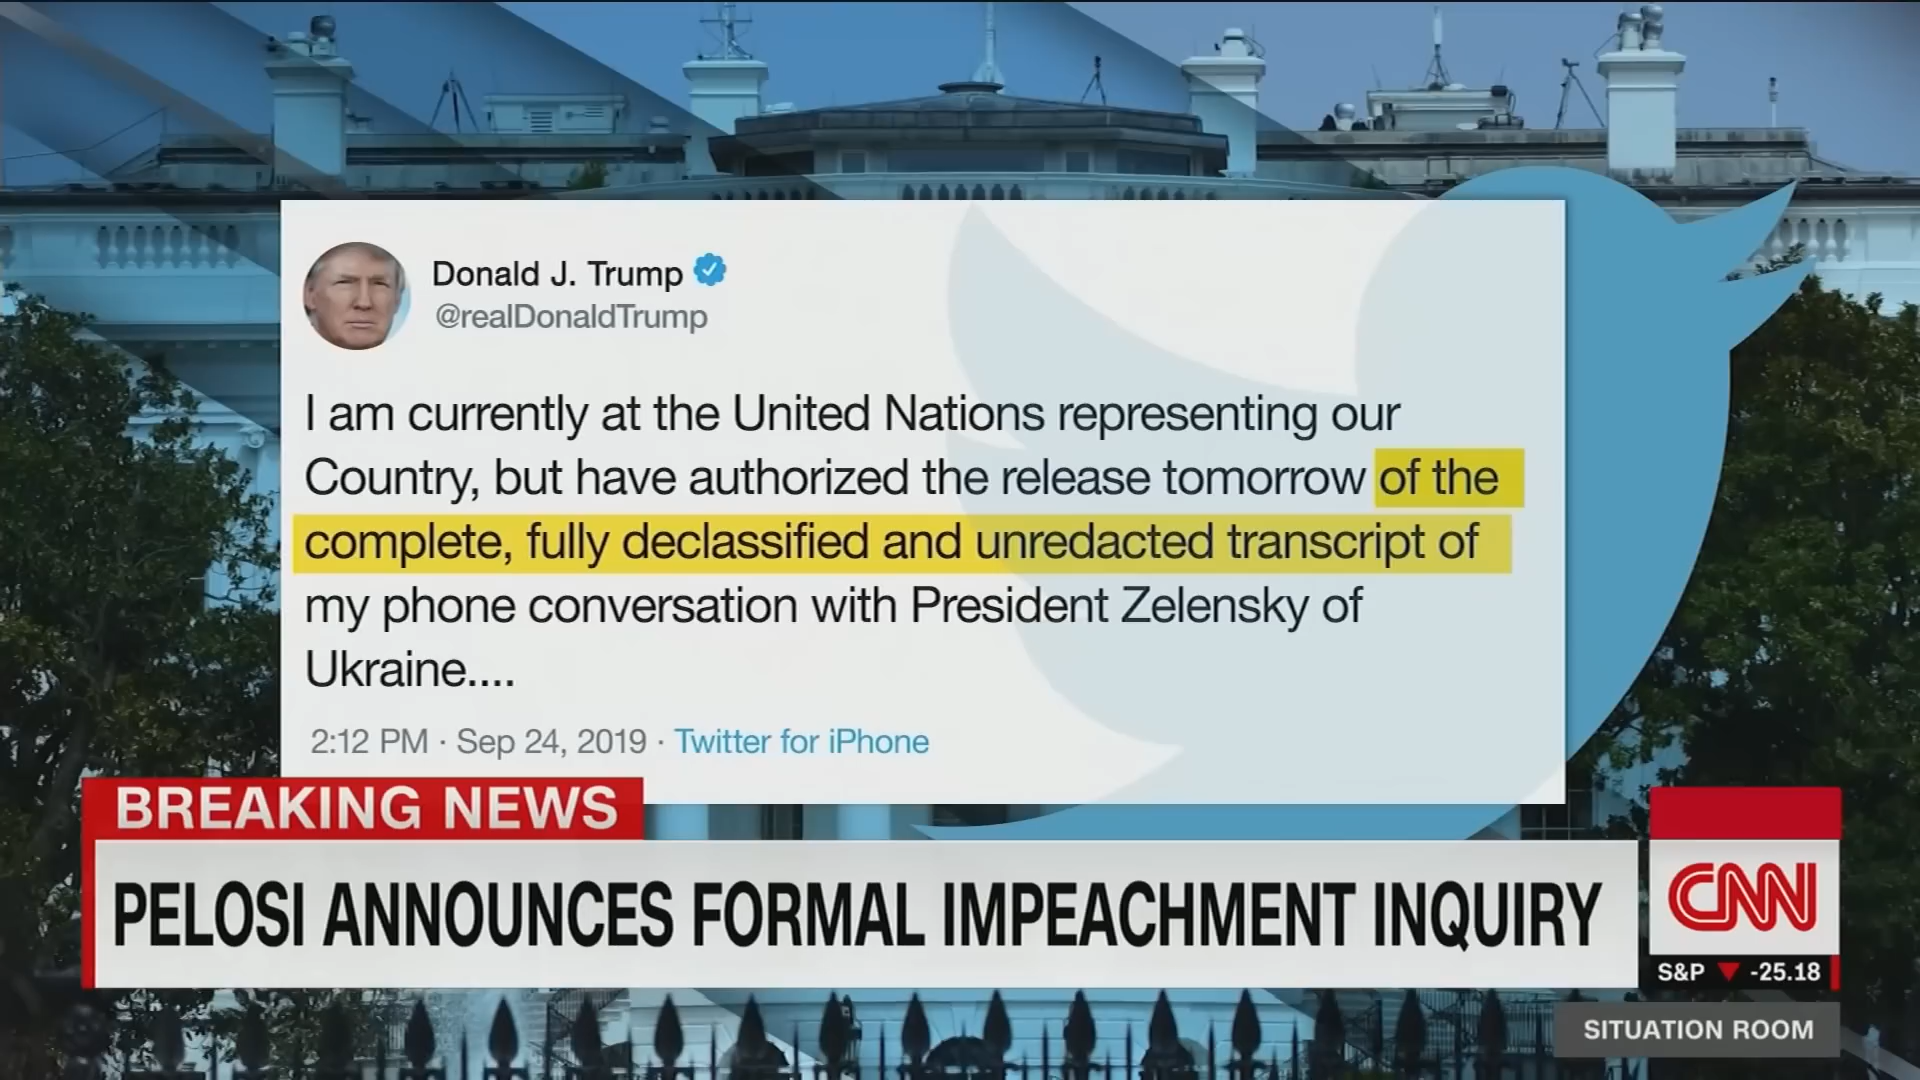 Donald J. Trump
@realDonaldTrump
I am currently at the United Nations representing our
Country, but have authorized the release tomorrow of the
complete, fully declassified and unredacted transcript of
my phone conversation with President Zelensky of
Ukraine....
2:12 PM · Sep 24, 2019 · Twitter for iPhone
BREAKING NEWS
PELOSI ANNOUNCES FORMAL IMPEACHMENT INQUIRY
CNN
S&P ▼ -25.18
SITUATION ROOM